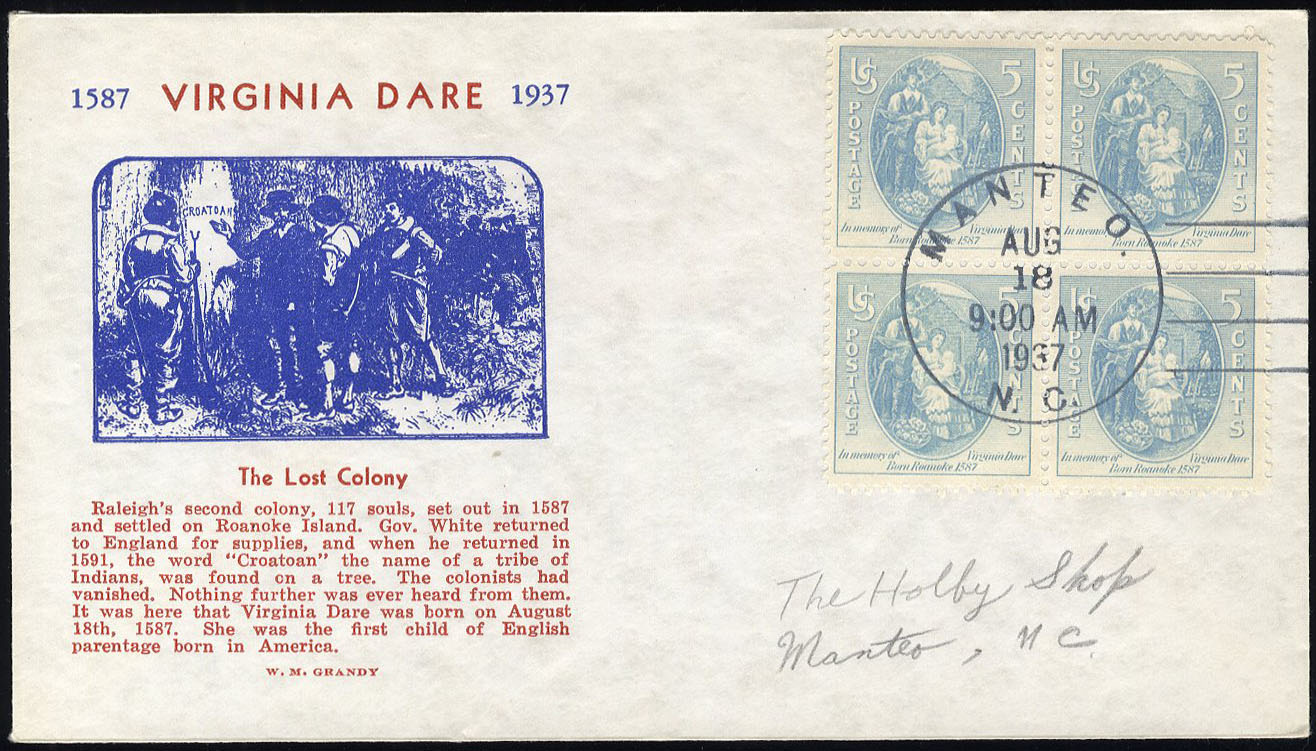 1587 VIRGINIA DARE 1937
CROATOAN
The Lost Colony
Raleigh's second colony, 117 souls, set out in 1587
and settled on Roanoke Island. Gov. White returned
to England for supplies, and when he returned in
1591, the word "Croatoan" the name of a tribe of
Indians, was found on a tree. The colonists had
vanished. Nothing further was ever heard from them.
It was here that Virginia Dare was born on August
18th, 1587. She was the first child of English
parentage born in America.
W. M. GRANDY
US POSTAGE 5 CENTS
In memory of Virginia
Born Roanoke 1587
US POSTAGE 5 CENTS
In memory of Virginia Dare
Born Roanoke 1587
US POSTAGE 5 CENTS
In memory of Virginia Dare
Born Roanoke 1587
US POSTAGE 5 CENTS
In memory of Virginia Dare
Born Roanoke 1587
MANTEO.
AUG
18
9:00 AM
1937
N. C.
The Holby Shop
Manteo, N C.